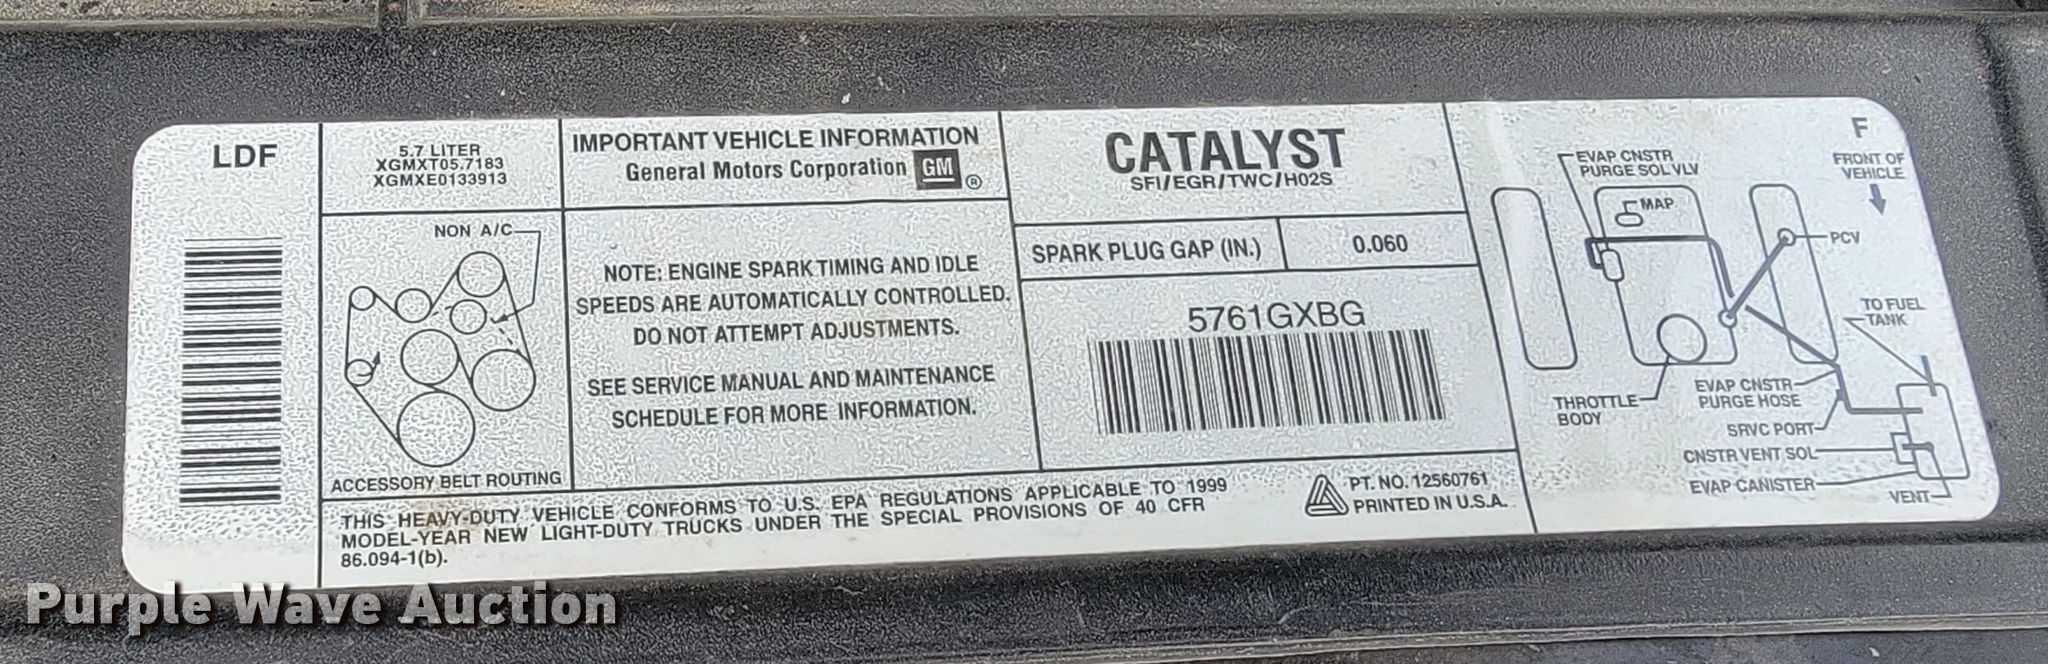 LDF
5.7 LITER
XGMXT05.7183
XGMXE0133913
NON A/C
ACCESSORY BELT ROUTING
IMPORTANT VEHICLE INFORMATION
General Motors Corporation GM ®
NOTE: ENGINE SPARK TIMING AND IDLE
SPEEDS ARE AUTOMATICALLY CONTROLLED.
DO NOT ATTEMPT ADJUSTMENTS.
SEE SERVICE MANUAL AND MAINTENANCE
SCHEDULE FOR MORE INFORMATION.
CATALYST
SFI/EGR/TWC/H02S
SPARK PLUG GAP (IN.) 0.060
5761GXBG
THIS HEAVY-DUTY VEHICLE CONFORMS TO U.S. EPA REGULATIONS APPLICABLE TO 1999
MODEL-YEAR NEW LIGHT-DUTY TRUCKS UNDER THE SPECIAL PROVISIONS OF 40 CFR
86.094-1(b).
PT. NO. 12560761
PRINTED IN U.S.A.
F
FRONT OF
VEHICLE
EVAP CNSTR
PURGE SOL VLV
MAP
PCV
TO FUEL
TANK
THROTTLE
BODY
EVAP CNSTR
PURGE HOSE
SRVC PORT
CNSTR VENT SOL
EVAP CANISTER
VENT
Purple Wave Auction